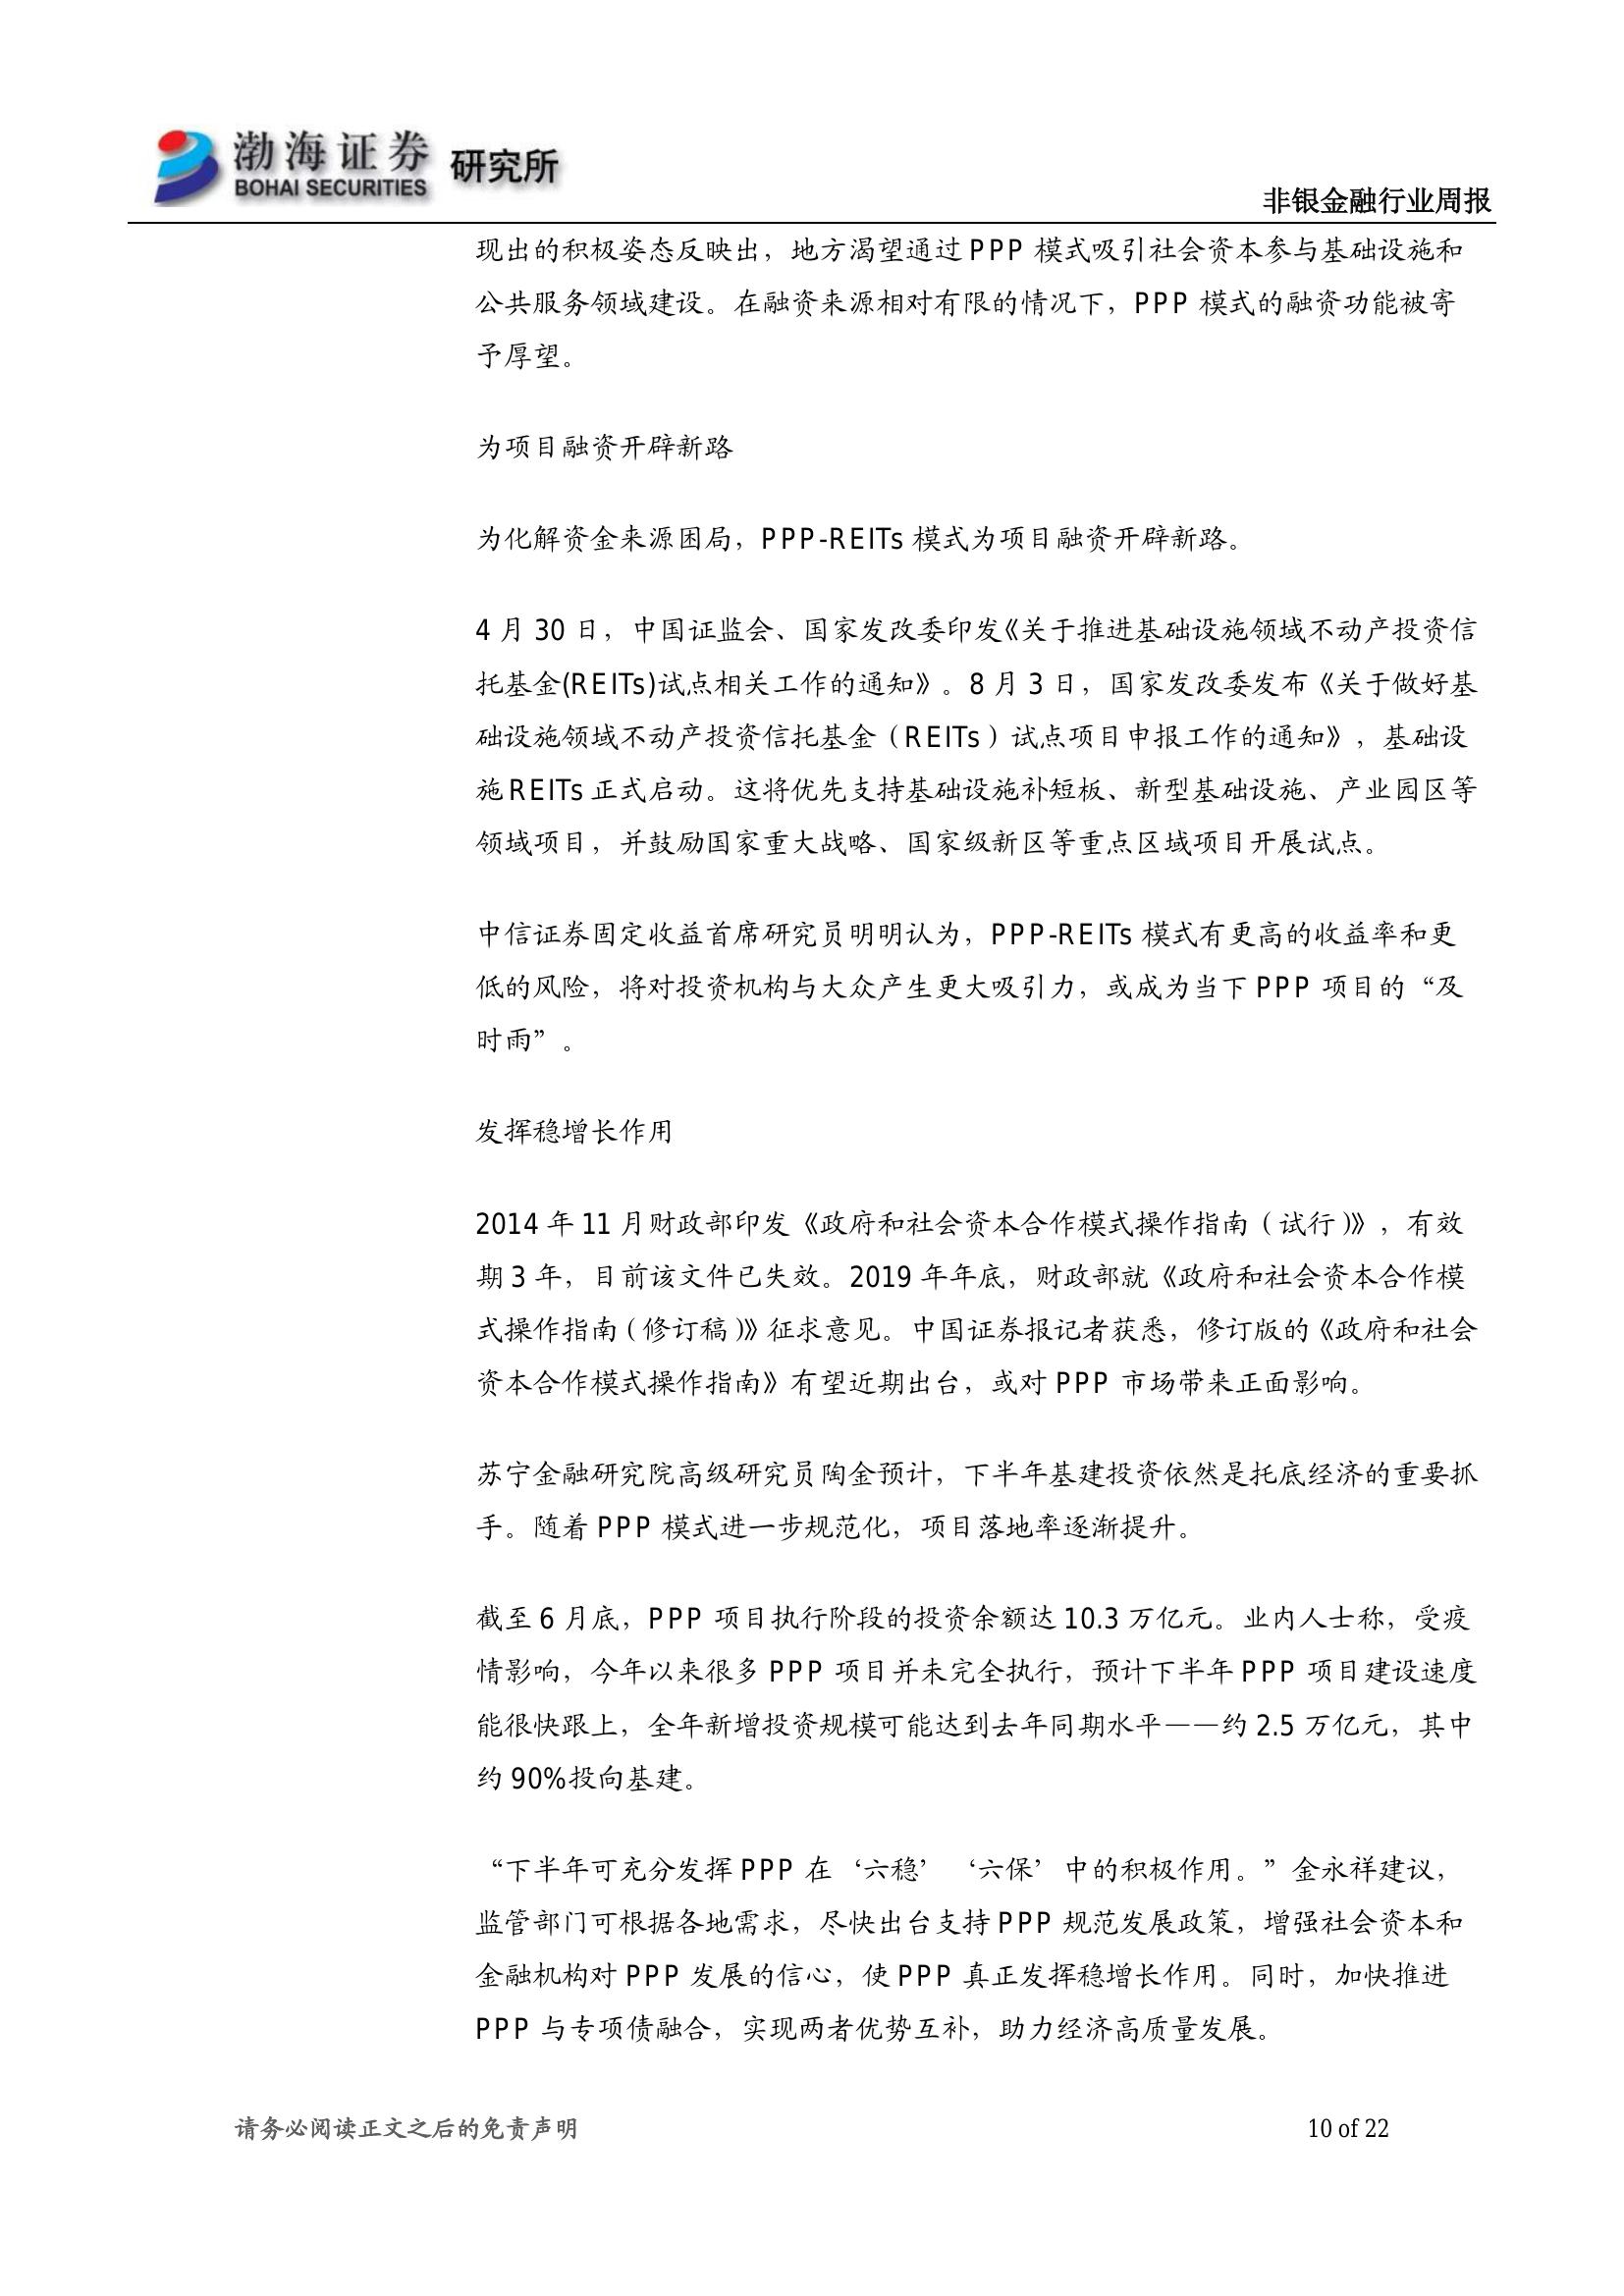 渤海证券
BOHAI SECURITIES
研究所
非银金融行业周报
现出的积极姿态反映出，地方渴望通过 PPP 模式吸引社会资本参与基础设施和
公共服务领域建设。在融资来源相对有限的情况下，PPP 模式的融资功能被寄
予厚望。
为项目融资开辟新路
为化解资金来源困局，PPP-REITs 模式为项目融资开辟新路。
4 月 30 日，中国证监会、国家发改委印发《关于推进基础设施领域不动产投资信
托基金(REITs)试点相关工作的通知》。8 月 3 日，国家发改委发布《关于做好基
础设施领域不动产投资信托基金（REITs）试点项目申报工作的通知》，基础设
施 REITs 正式启动。这将优先支持基础设施补短板、新型基础设施、产业园区等
领域项目，并鼓励国家重大战略、国家级新区等重点区域项目开展试点。
中信证券固定收益首席研究员明明认为，PPP-REITs 模式有更高的收益率和更
低的风险，将对投资机构与大众产生更大吸引力，或成为当下 PPP 项目的“及
时雨”。
发挥稳增长作用
2014 年 11 月财政部印发《政府和社会资本合作模式操作指南（试行）》，有效
期 3 年，目前该文件已失效。2019 年年底，财政部就《政府和社会资本合作模
式操作指南（修订稿）》征求意见。中国证券报记者获悉，修订版的《政府和社会
资本合作模式操作指南》有望近期出台，或对 PPP 市场带来正面影响。
苏宁金融研究院高级研究员陶金预计，下半年基建投资依然是托底经济的重要抓
手。随着 PPP 模式进一步规范化，项目落地率逐渐提升。
截至 6 月底，PPP 项目执行阶段的投资余额达 10.3 万亿元。业内人士称，受疫
情影响，今年以来很多 PPP 项目并未完全执行，预计下半年 PPP 项目建设速度
能很快跟上，全年新增投资规模可能达到去年同期水平——约 2.5 万亿元，其中
约 90%投向基建。
“下半年可充分发挥 PPP 在‘六稳’‘六保’中的积极作用。”金永祥建议，
监管部门可根据各地需求，尽快出台支持 PPP 规范发展政策，增强社会资本和
金融机构对 PPP 发展的信心，使 PPP 真正发挥稳增长作用。同时，加快推进
PPP 与专项债融合，实现两者优势互补，助力经济高质量发展。
请务必阅读正文之后的免责声明
10 of 22